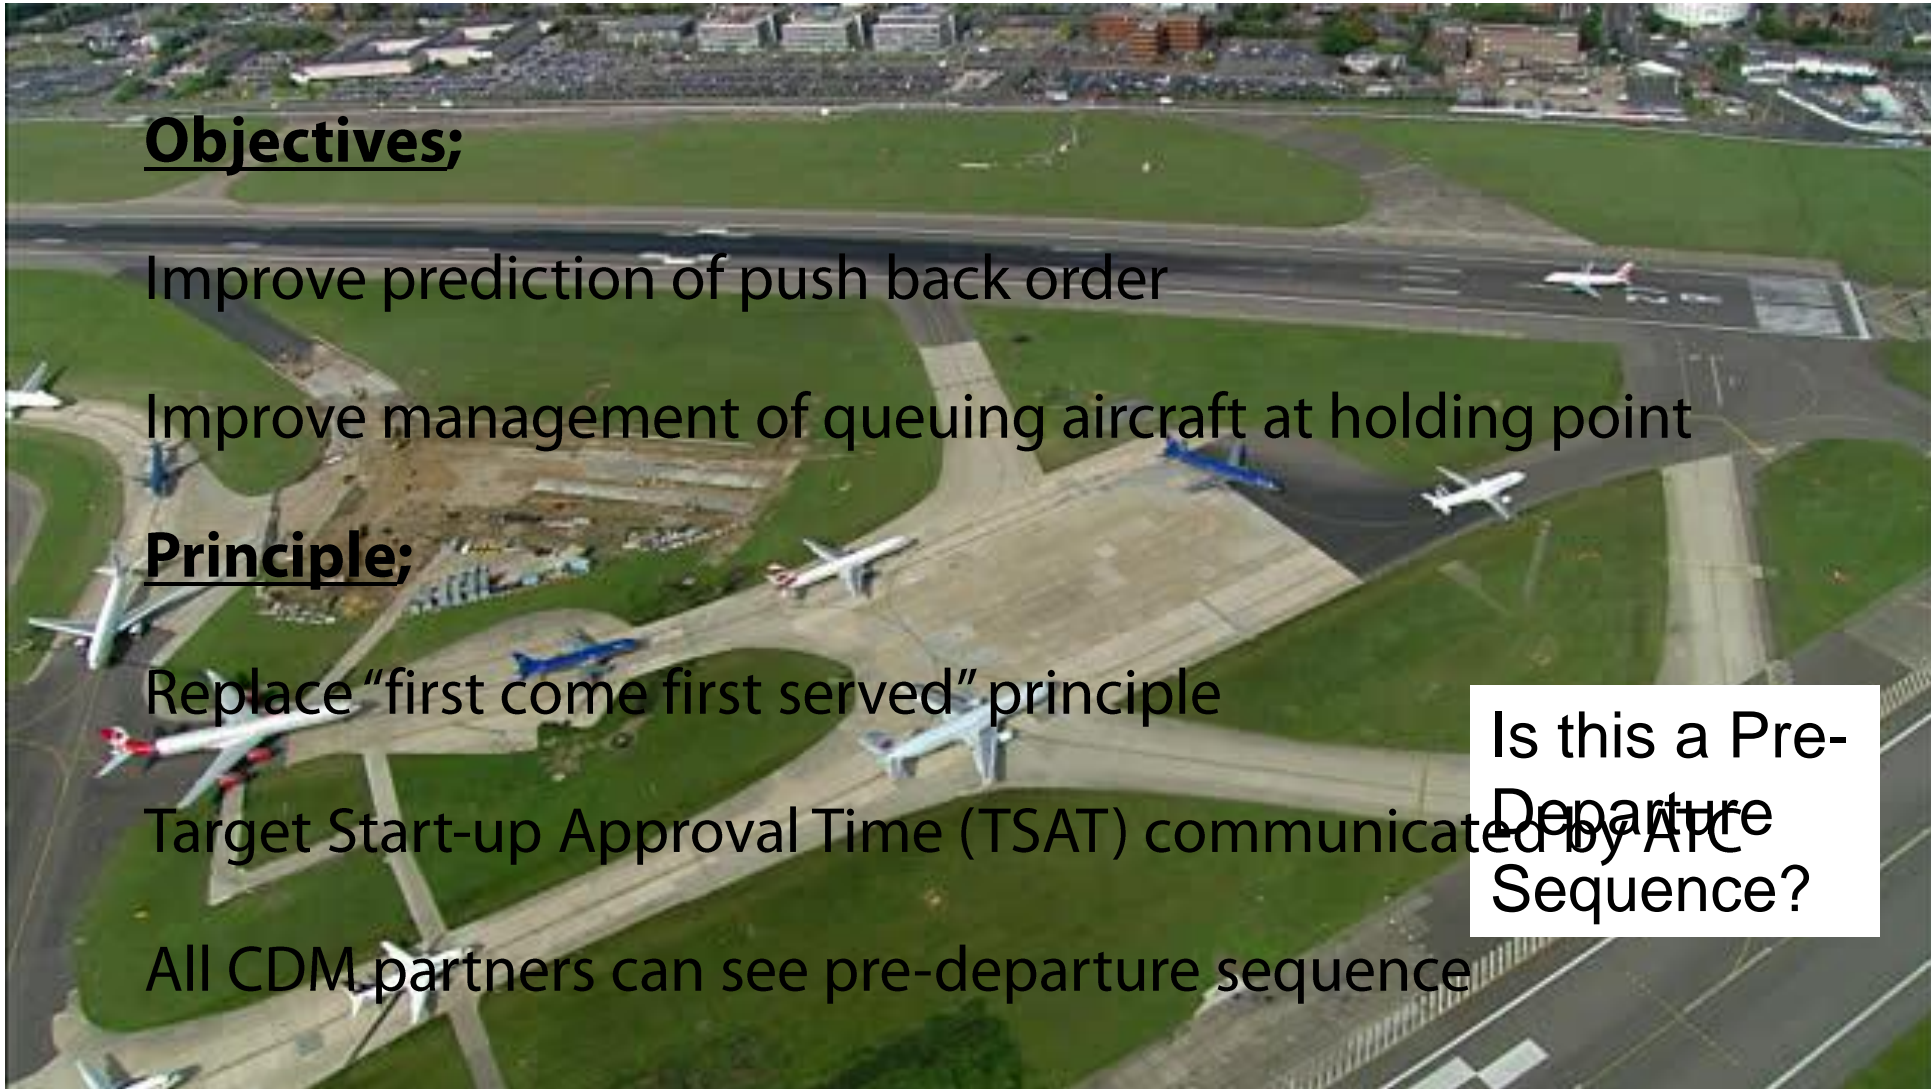 Objectives;
Improve prediction of push back order
Improve management of queuing aircraft at holding point
Principle;
Replace “first come first served” principle
Target Start-up Approval Time (TSAT) communicated by ATC
All CDM partners can see pre-departure sequence
Is this a Pre-
Departure
Sequence?